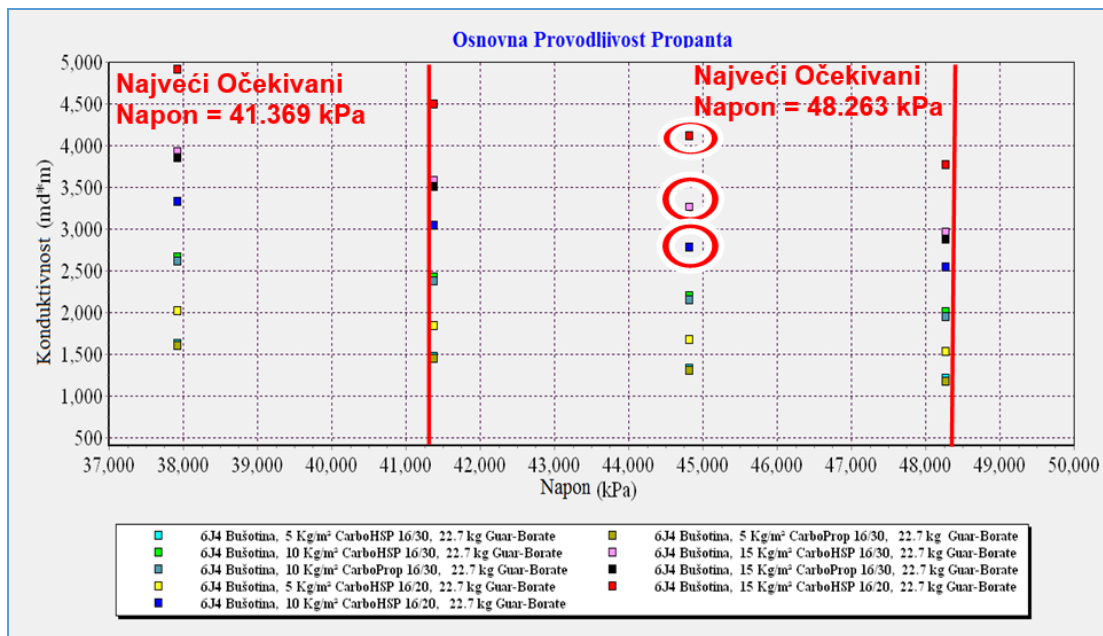 Osnovna Provodljivost Propanta
Najveći Očekivani
Napon = 41.369 kPa
Najveći Očekivani
Napon = 48.263 kPa
Konduktivnost (md*m)
5,000
4,500
4,000
3,500
3,000
2,500
2,000
1,500
1,000
500
37,000 38,000 39,000 40,000 41,000 42,000 43,000 44,000 45,000 46,000 47,000 48,000 49,000 50,000
Napon (kPa)
6J4 Bušotina, 5 Kg/m² CarboHSP 16/30, 22.7 kg Guar-Borate
6J4 Bušotina, 10 Kg/m² CarboHSP 16/30, 22.7 kg Guar-Borate
6J4 Bušotina, 10 Kg/m² CarboProp 16/30, 22.7 kg Guar-Borate
6J4 Bušotina, 5 Kg/m² CarboHSP 16/20, 22.7 kg Guar-Borate
6J4 Bušotina, 10 Kg/m² CarboHSP 16/20, 22.7 kg Guar-Borate
6J4 Bušotina, 5 Kg/m² CarboProp 16/30, 22.7 kg Guar-Borate
6J4 Bušotina, 15 Kg/m² CarboHSP 16/30, 22.7 kg Guar-Borate
6J4 Bušotina, 15 Kg/m² CarboProp 16/30, 22.7 kg Guar-Borate
6J4 Bušotina, 15 Kg/m² CarboHSP 16/20, 22.7 kg Guar-Borate